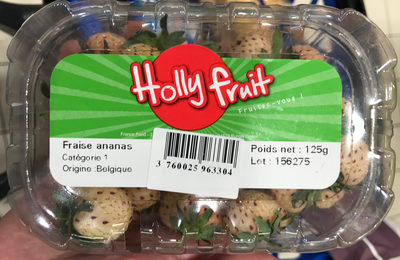 Holly fruit
Fruitez-vous !
Fraise ananas
Catégorie 1
Origine :Belgique
Poids net : 125g
Lot : 156275
3 760025 963304